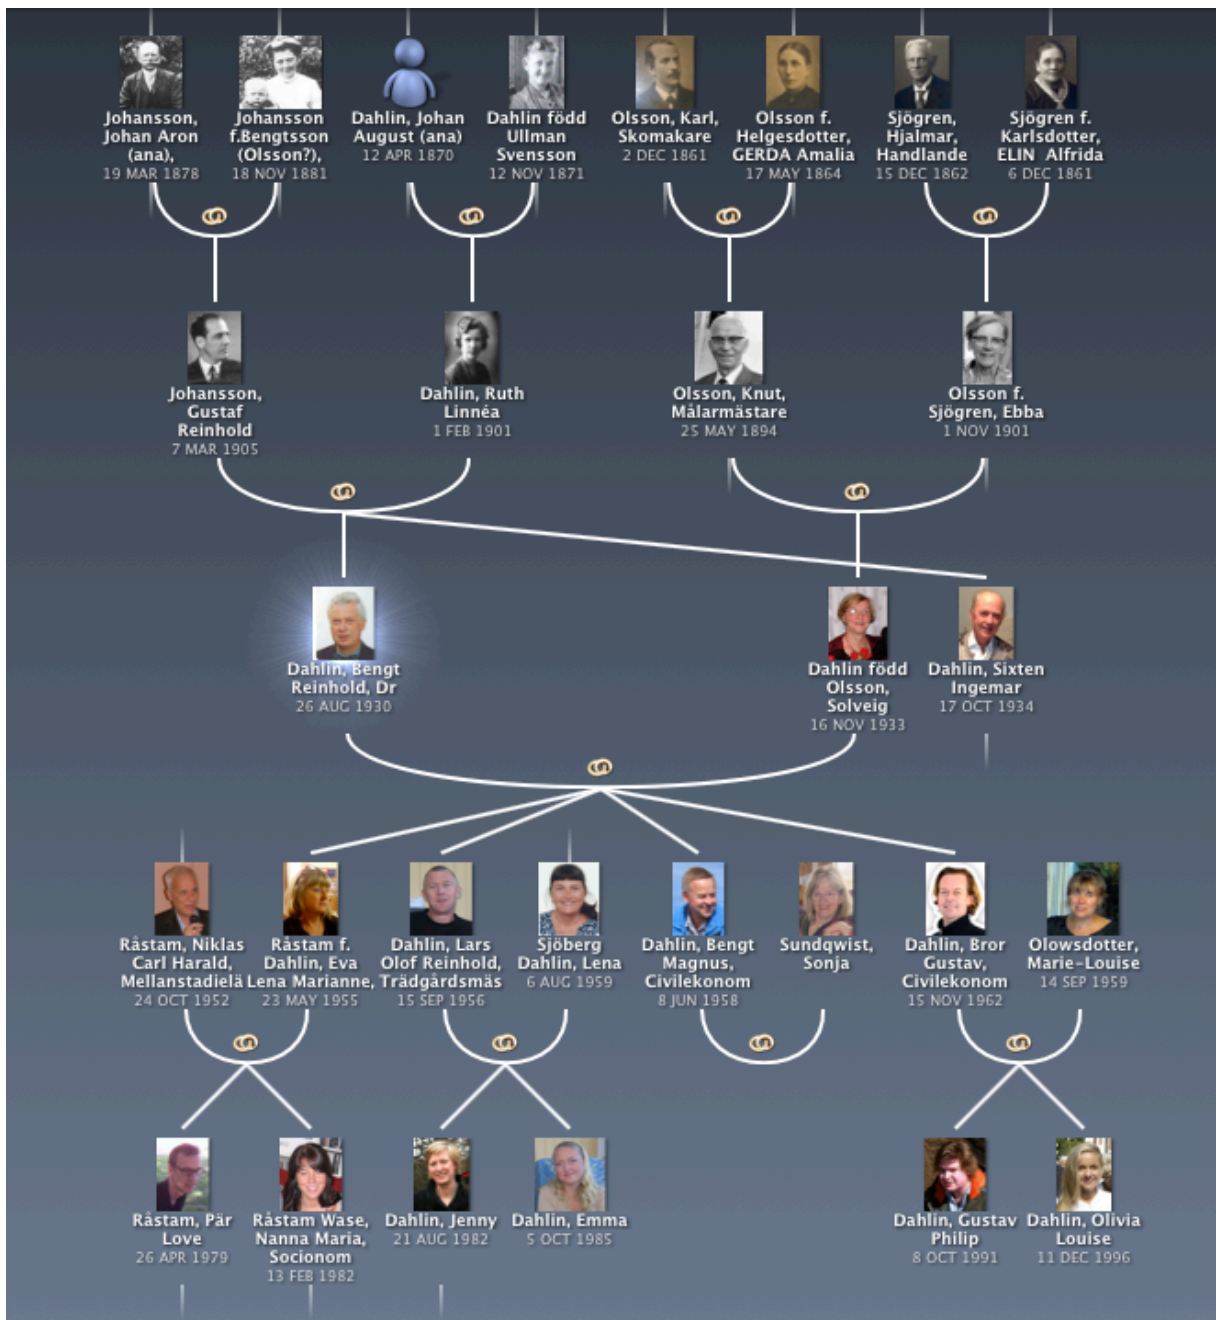 Johansson,
Johan Aron
(ana),
19 MAR 1878
Johansson
f.Bengtsson
(Olsson?),
18 NOV 1881
Dahlin, Johan
August (ana)
12 APR 1870
Dahlin född
Ullman
Svensson
12 NOV 1871
Olsson, Karl,
Skomakare
2 DEC 1861
Olsson f.
Helgesdotter,
GERDA Amalia
17 MAY 1864
Sjögren,
Hjalmar,
Handlande
15 DEC 1862
Sjögren f.
Karlsdotter,
ELIN Alfrida
6 DEC 1861
Johansson,
Gustaf
Reinhold
7 MAR 1905
Dahlin, Ruth
Linnéa
1 FEB 1901
Olsson, Knut,
Målarmästare
25 MAY 1894
Olsson f.
Sjögren, Ebba
1 NOV 1901
Dahlin, Bengt
Reinhold, Dr
26 AUG 1930
Dahlin född
Olsson,
Solveig
16 NOV 1933
Dahlin, Sixten
Ingemar
17 OCT 1934
Råstam, Niklas
Carl Harald,
Mellanstadielä
24 OCT 1952
Råstam f.
Dahlin, Eva
Lena Marianne,
23 MAY 1955
Dahlin, Lars
Olof Reinhold,
Trädgårdsmäs
15 SEP 1956
Sjöberg
Dahlin, Lena
6 AUG 1959
Dahlin, Bengt
Magnus,
Civilekonom
8 JUN 1958
Sundqwist,
Sonja
Dahlin, Bror
Gustav,
Civilekonom
15 NOV 1962
Olowsdotter,
Marie-Louise
14 SEP 1959
Råstam, Pär
Love
26 APR 1979
Råstam Wase,
Nanna Maria,
Socionom
13 FEB 1982
Dahlin, Jenny
21 AUG 1982
Dahlin, Emma
5 OCT 1985
Dahlin, Gustav
Philip
8 OCT 1991
Dahlin, Olivia
Louise
11 DEC 1996